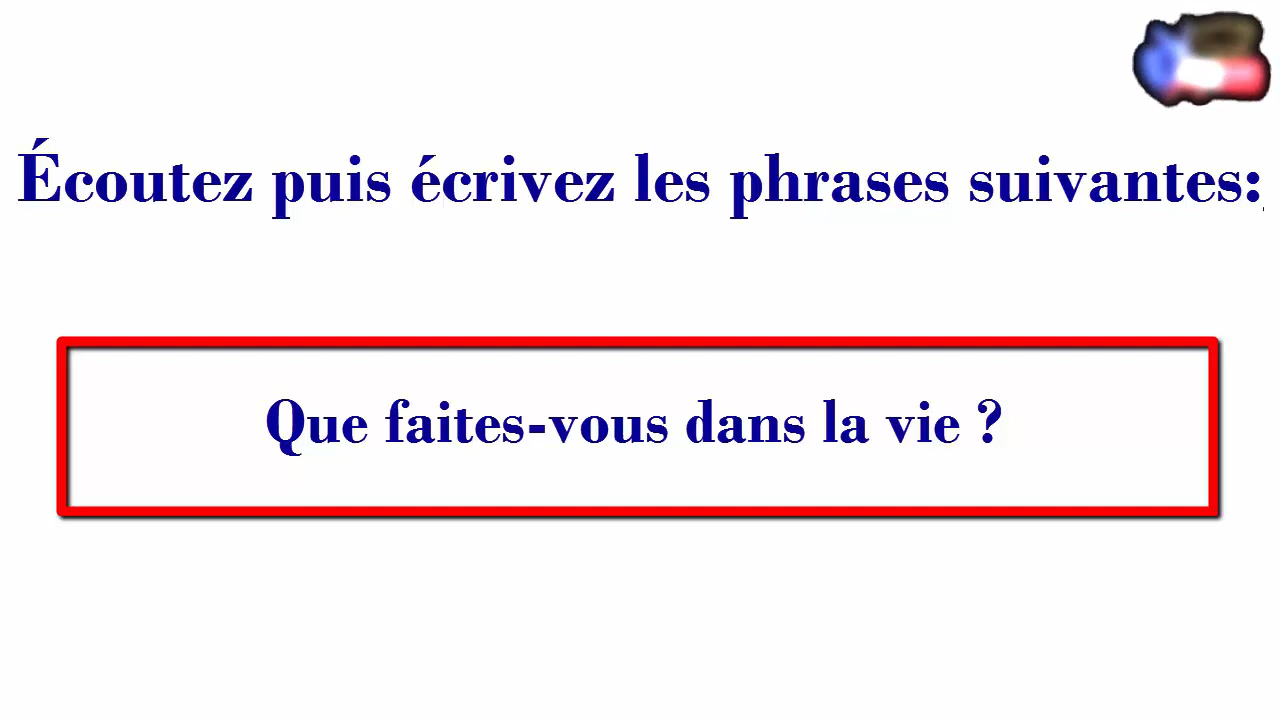 Écoutez puis écrivez les phrases suivantes:
Que faites-vous dans la vie ?